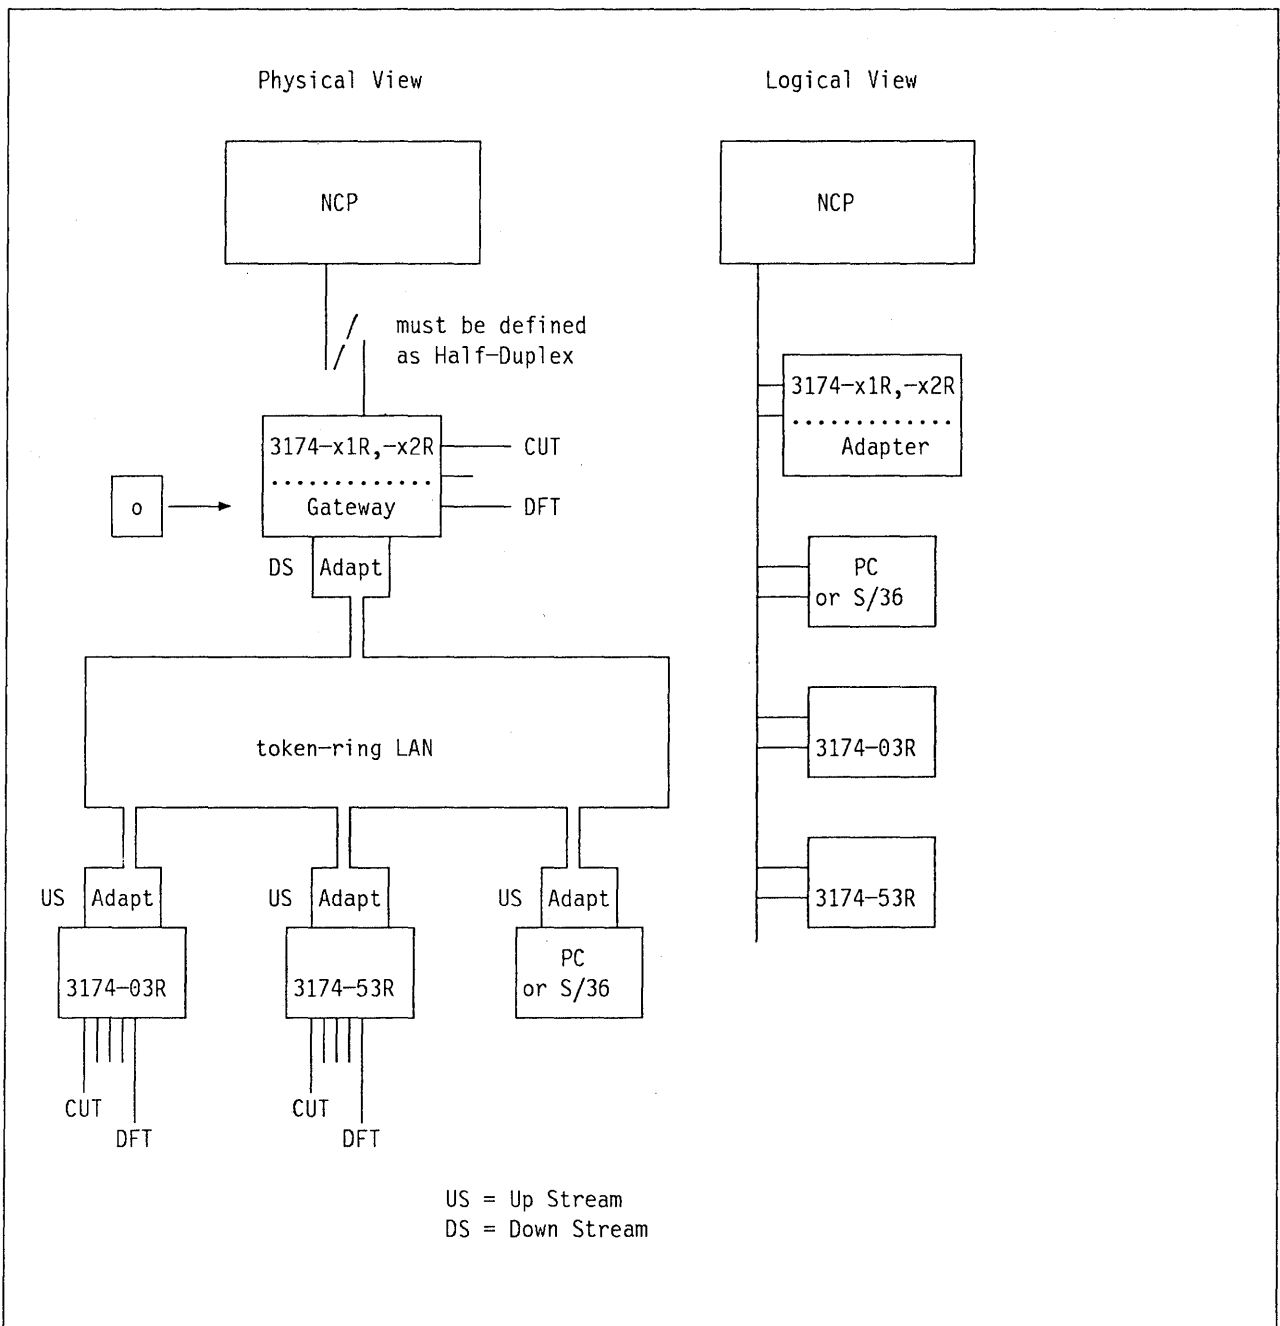 Physical View
NCP
must be defined
as Half-Duplex
3174-x1R,-x2R
.............
Gateway
CUT
DFT
o
DS
Adapt
token-ring LAN
US
Adapt
3174-03R
CUT
DFT
US
Adapt
3174-53R
CUT
DFT
US
Adapt
PC
or S/36
US = Up Stream
DS = Down Stream
Logical View
NCP
3174-x1R,-x2R
.............
Adapter
PC
or S/36
3174-03R
3174-53R